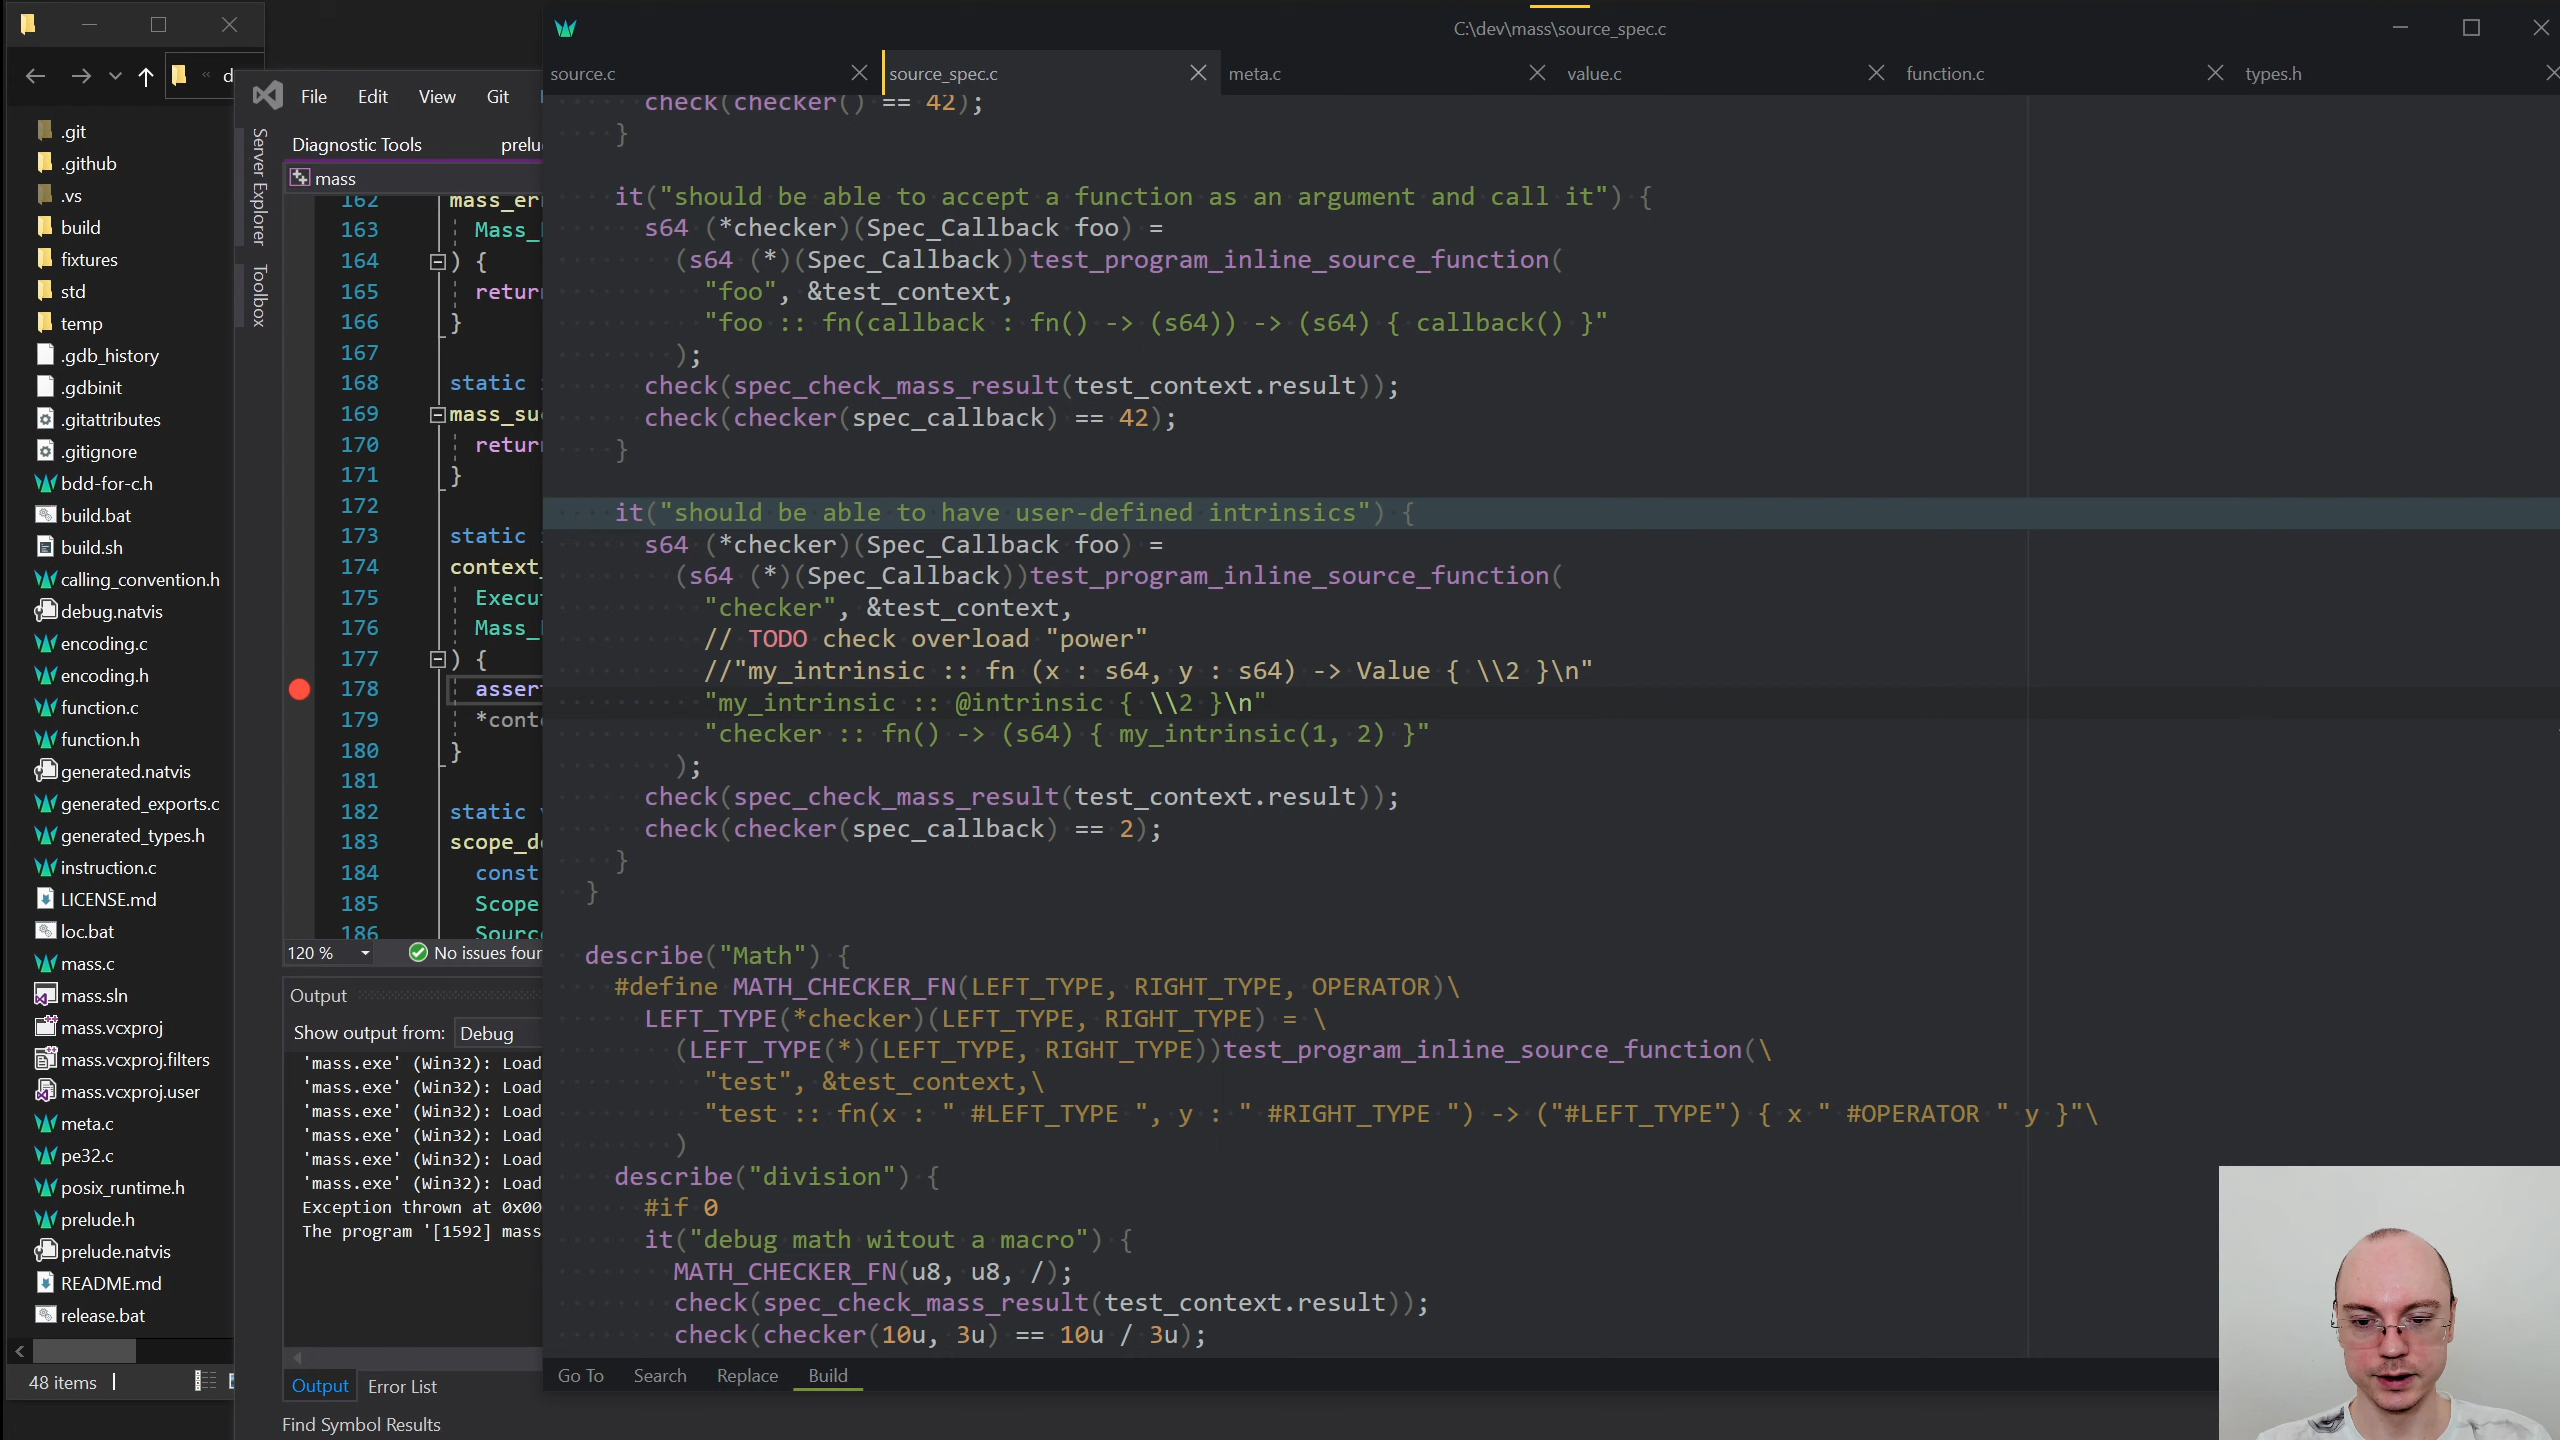 C:\dev\mass\source_spec.c
source.c
source_spec.c
meta.c
value.c
function.c
types.h
d
.git
.github
.vs
build
fixtures
std
temp
.gdb_history
.gdbinit
.gitattributes
.gitignore
bdd-for-c.h
build.bat
build.sh
calling_convention.h
debug.natvis
encoding.c
encoding.h
function.c
function.h
generated.natvis
generated_exports.c
generated_types.h
instruction.c
LICENSE.md
loc.bat
mass.c
mass.sln
mass.vcxproj
mass.vcxproj.filters
mass.vcxproj.user
meta.c
pe32.c
posix_runtime.h
prelude.h
prelude.natvis
README.md
release.bat
48 items
File Edit View Git
Server Explorer
Toolbox
Diagnostic Tools prelu
mass
162 mass_er
163 Mass_
164 ) {
165 retur
166 }
167
168 static
169 mass_su
170 retur
171 }
172
173 static
174 context_
175 Execu
176 Mass_
177 ) {
178 asser
179 *cont
180 }
181
182 static
183 scope_d
184 const
185 Scope
186 Sourc
120 % No issues four
Output
Show output from: Debug
'mass.exe' (Win32): Load
'mass.exe' (Win32): Load
'mass.exe' (Win32): Load
'mass.exe' (Win32): Load
'mass.exe' (Win32): Load
'mass.exe' (Win32): Load
Exception thrown at 0x00
The program '[1592] mass
Output Error List
Find Symbol Results
check(checker() == 42);
}
it("should be able to accept a function as an argument and call it") {
s64 (*checker)(Spec_Callback foo) =
(s64 (*)(Spec_Callback))test_program_inline_source_function(
"foo", &test_context,
"foo :: fn(callback : fn() -> (s64)) -> (s64) { callback() }"
);
check(spec_check_mass_result(test_context.result));
check(checker(spec_callback) == 42);
}
it("should be able to have user-defined intrinsics") {
s64 (*checker)(Spec_Callback foo) =
(s64 (*)(Spec_Callback))test_program_inline_source_function(
"checker", &test_context,
// TODO check overload "power"
//"my_intrinsic :: fn (x : s64, y : s64) -> Value { \\2 }\n"
"my_intrinsic :: @intrinsic { \\2 }\n"
"checker :: fn() -> (s64) { my_intrinsic(1, 2) }"
);
check(spec_check_mass_result(test_context.result));
check(checker(spec_callback) == 2);
}
}
describe("Math") {
#define MATH_CHECKER_FN(LEFT_TYPE, RIGHT_TYPE, OPERATOR)\
LEFT_TYPE(*checker)(LEFT_TYPE, RIGHT_TYPE) = \
(LEFT_TYPE(*)(LEFT_TYPE, RIGHT_TYPE))test_program_inline_source_function(\
"test", &test_context,\
"test :: fn(x : " #LEFT_TYPE ", y : " #RIGHT_TYPE ") -> ("#LEFT_TYPE") { x " #OPERATOR " y }"\
)
describe("division") {
#if 0
it("debug math witout a macro") {
MATH_CHECKER_FN(u8, u8, /);
check(spec_check_mass_result(test_context.result));
check(checker(10u, 3u) == 10u / 3u);
Go To Search Replace Build